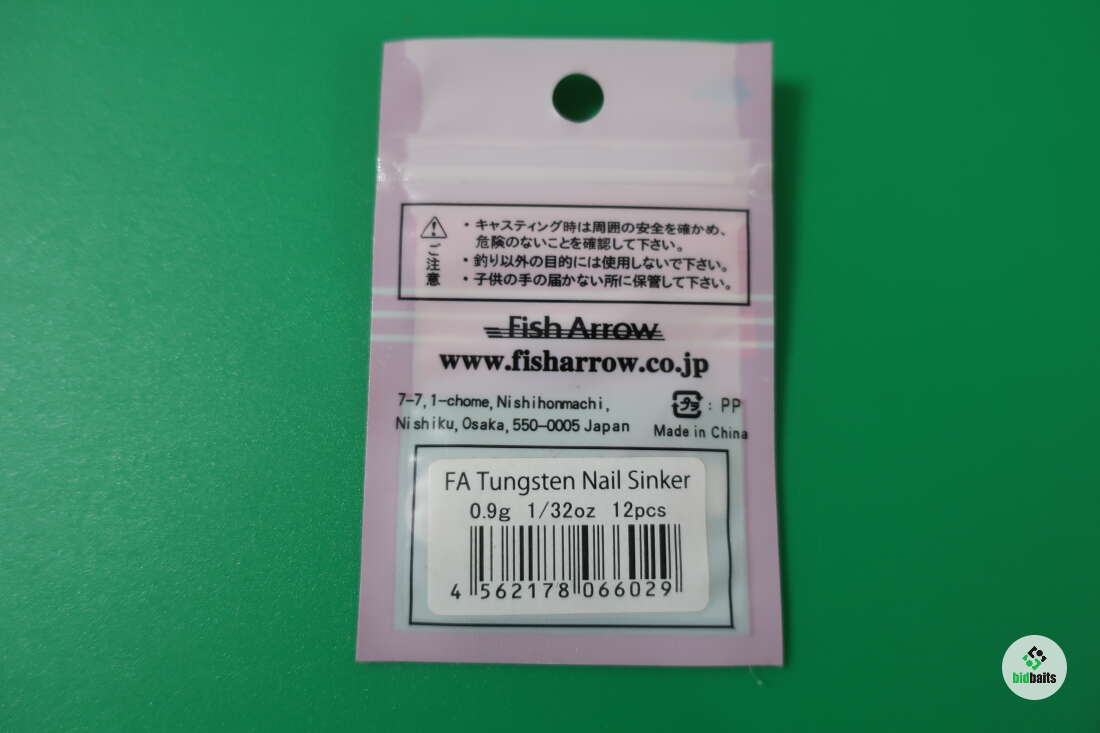 ご注意
・キャスティング時は周囲の安全を確かめ、
危険のないことを確認して下さい。
・釣り以外の目的には使用しないで下さい。
・子供の手の届かない所に保管して下さい。
Fish Arrow
www.fisharrow.co.jp
7-7, 1-chome, Nishihonmachi,
Nishiku, Osaka, 550-0005 Japan
プラ : PP
Made in China
FA Tungsten Nail Sinker
0.9g 1/32oz 12pcs
4 562178 066029
bidbaits